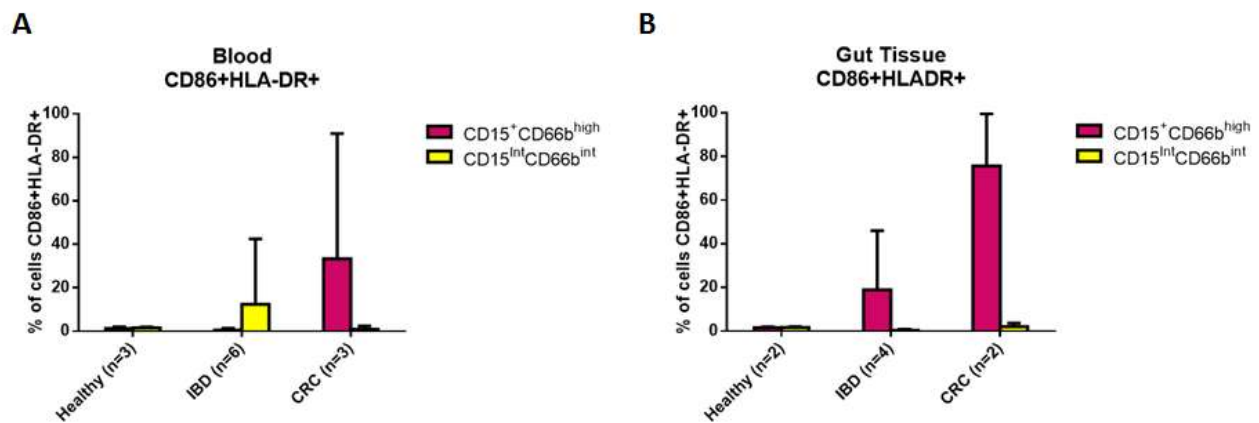 A
Blood
CD86+HLA-DR+
% of cells CD86+HLA-DR+
100
80
60
40
20
0
Healthy (n=3)
IBD (n=6)
CRC (n=3)
CD15+CD66bhigh
CD15IntCD66bint
B
Gut Tissue
CD86+HLADR+
% of cells CD86+HLA-DR+
100
80
60
40
20
0
Healthy (n=2)
IBD (n=4)
CRC (n=2)
CD15+CD66bhigh
CD15IntCD66bint